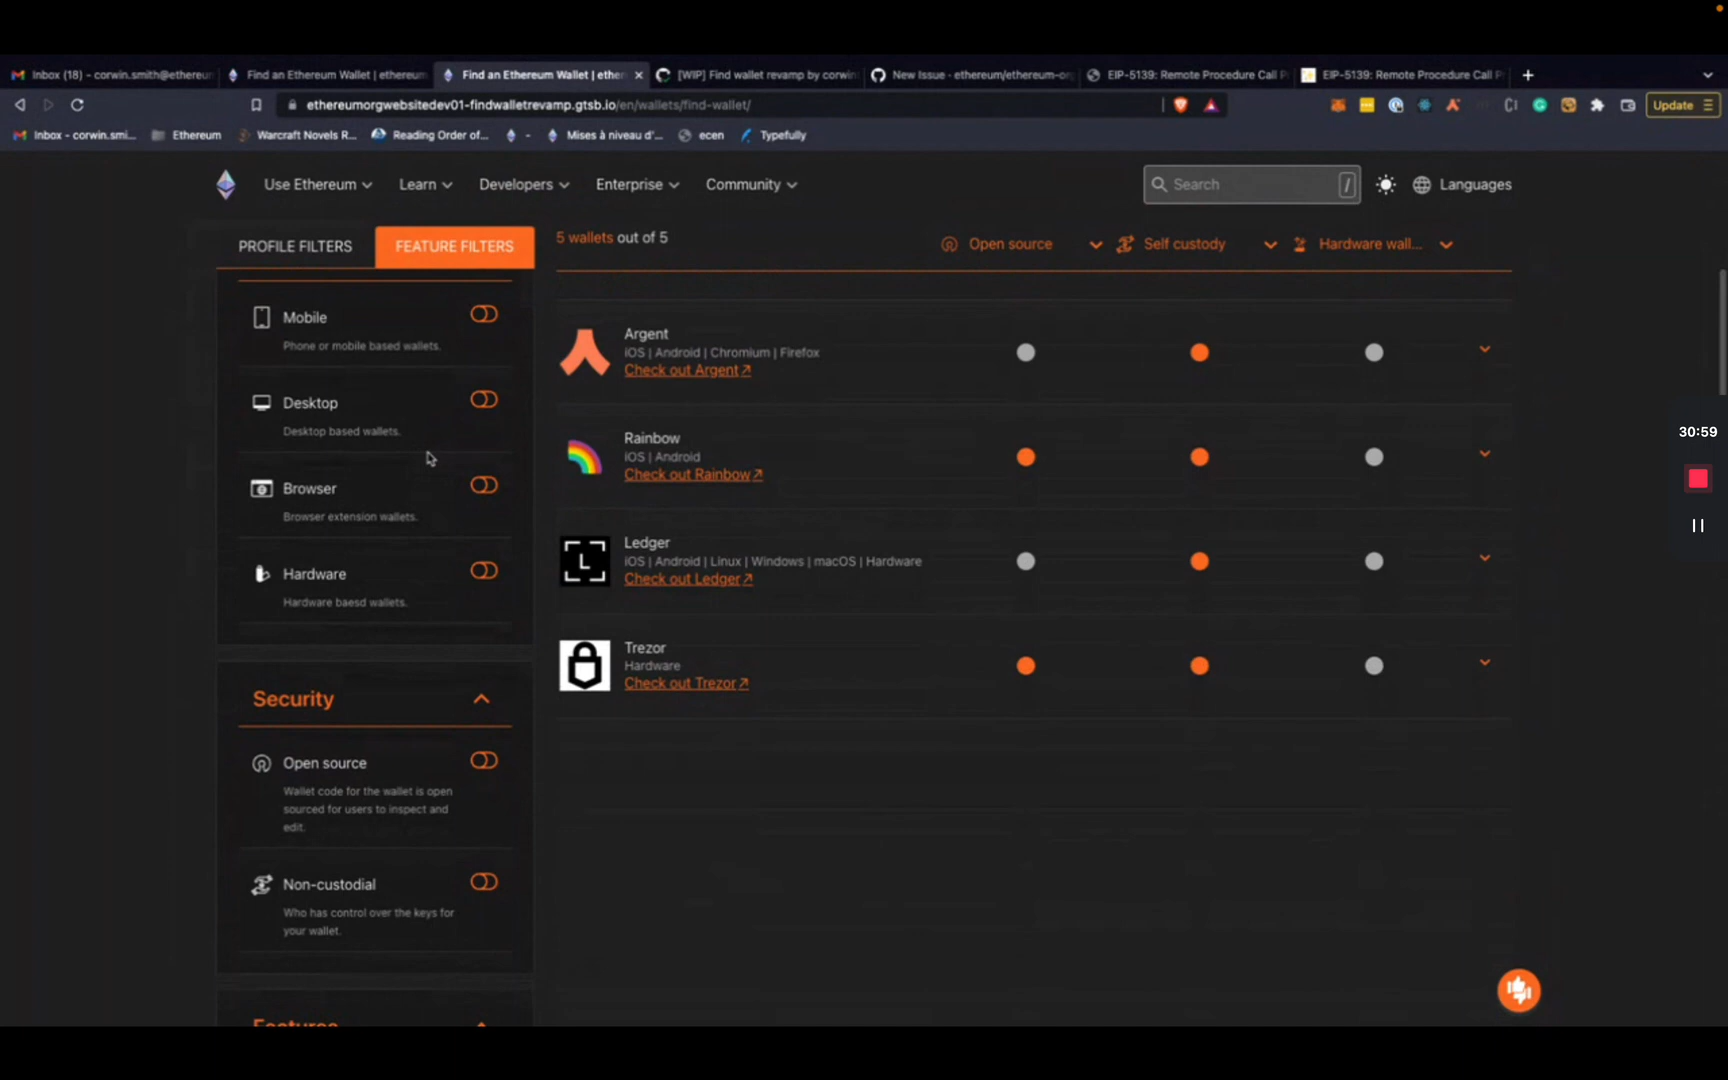 Inbox (18) - corwin.smith@ethereum
Find an Ethereum Wallet | ethereum
Find an Ethereum Wallet | ether
[WIP] Find wallet revamp by corwin
New Issue - ethereum/ethereum-or
EIP-5139: Remote Procedure Call P
EIP-5139: Remote Procedure Call P
ethereumorgwebsitedev01-findwalletrevamp.gtsb.io/en/wallets/find-wallet/
Update
Inbox - corwin.smi...
Ethereum
Warcraft Novels R...
Reading Order of...
-
Mises à niveau d'...
ecen
Typefully
Use Ethereum
Learn
Developers
Enterprise
Community
Search
/
Languages
PROFILE FILTERS
FEATURE FILTERS
5 wallets out of 5
Open source
Self custody
Hardware wall...
Mobile
Phone or mobile based wallets.
Desktop
Desktop based wallets.
Browser
Browser extension wallets.
Hardware
Hardware baesd wallets.
Security
Open source
Wallet code for the wallet is open
sourced for users to inspect and
edit.
Non-custodial
Who has control over the keys for
your wallet.
Features
Argent
iOS | Android | Chromium | Firefox
Check out Argent
Rainbow
iOS | Android
Check out Rainbow
Ledger
iOS | Android | Linux | Windows | macOS | Hardware
Check out Ledger
L
Trezor
Hardware
Check out Trezor
30:59